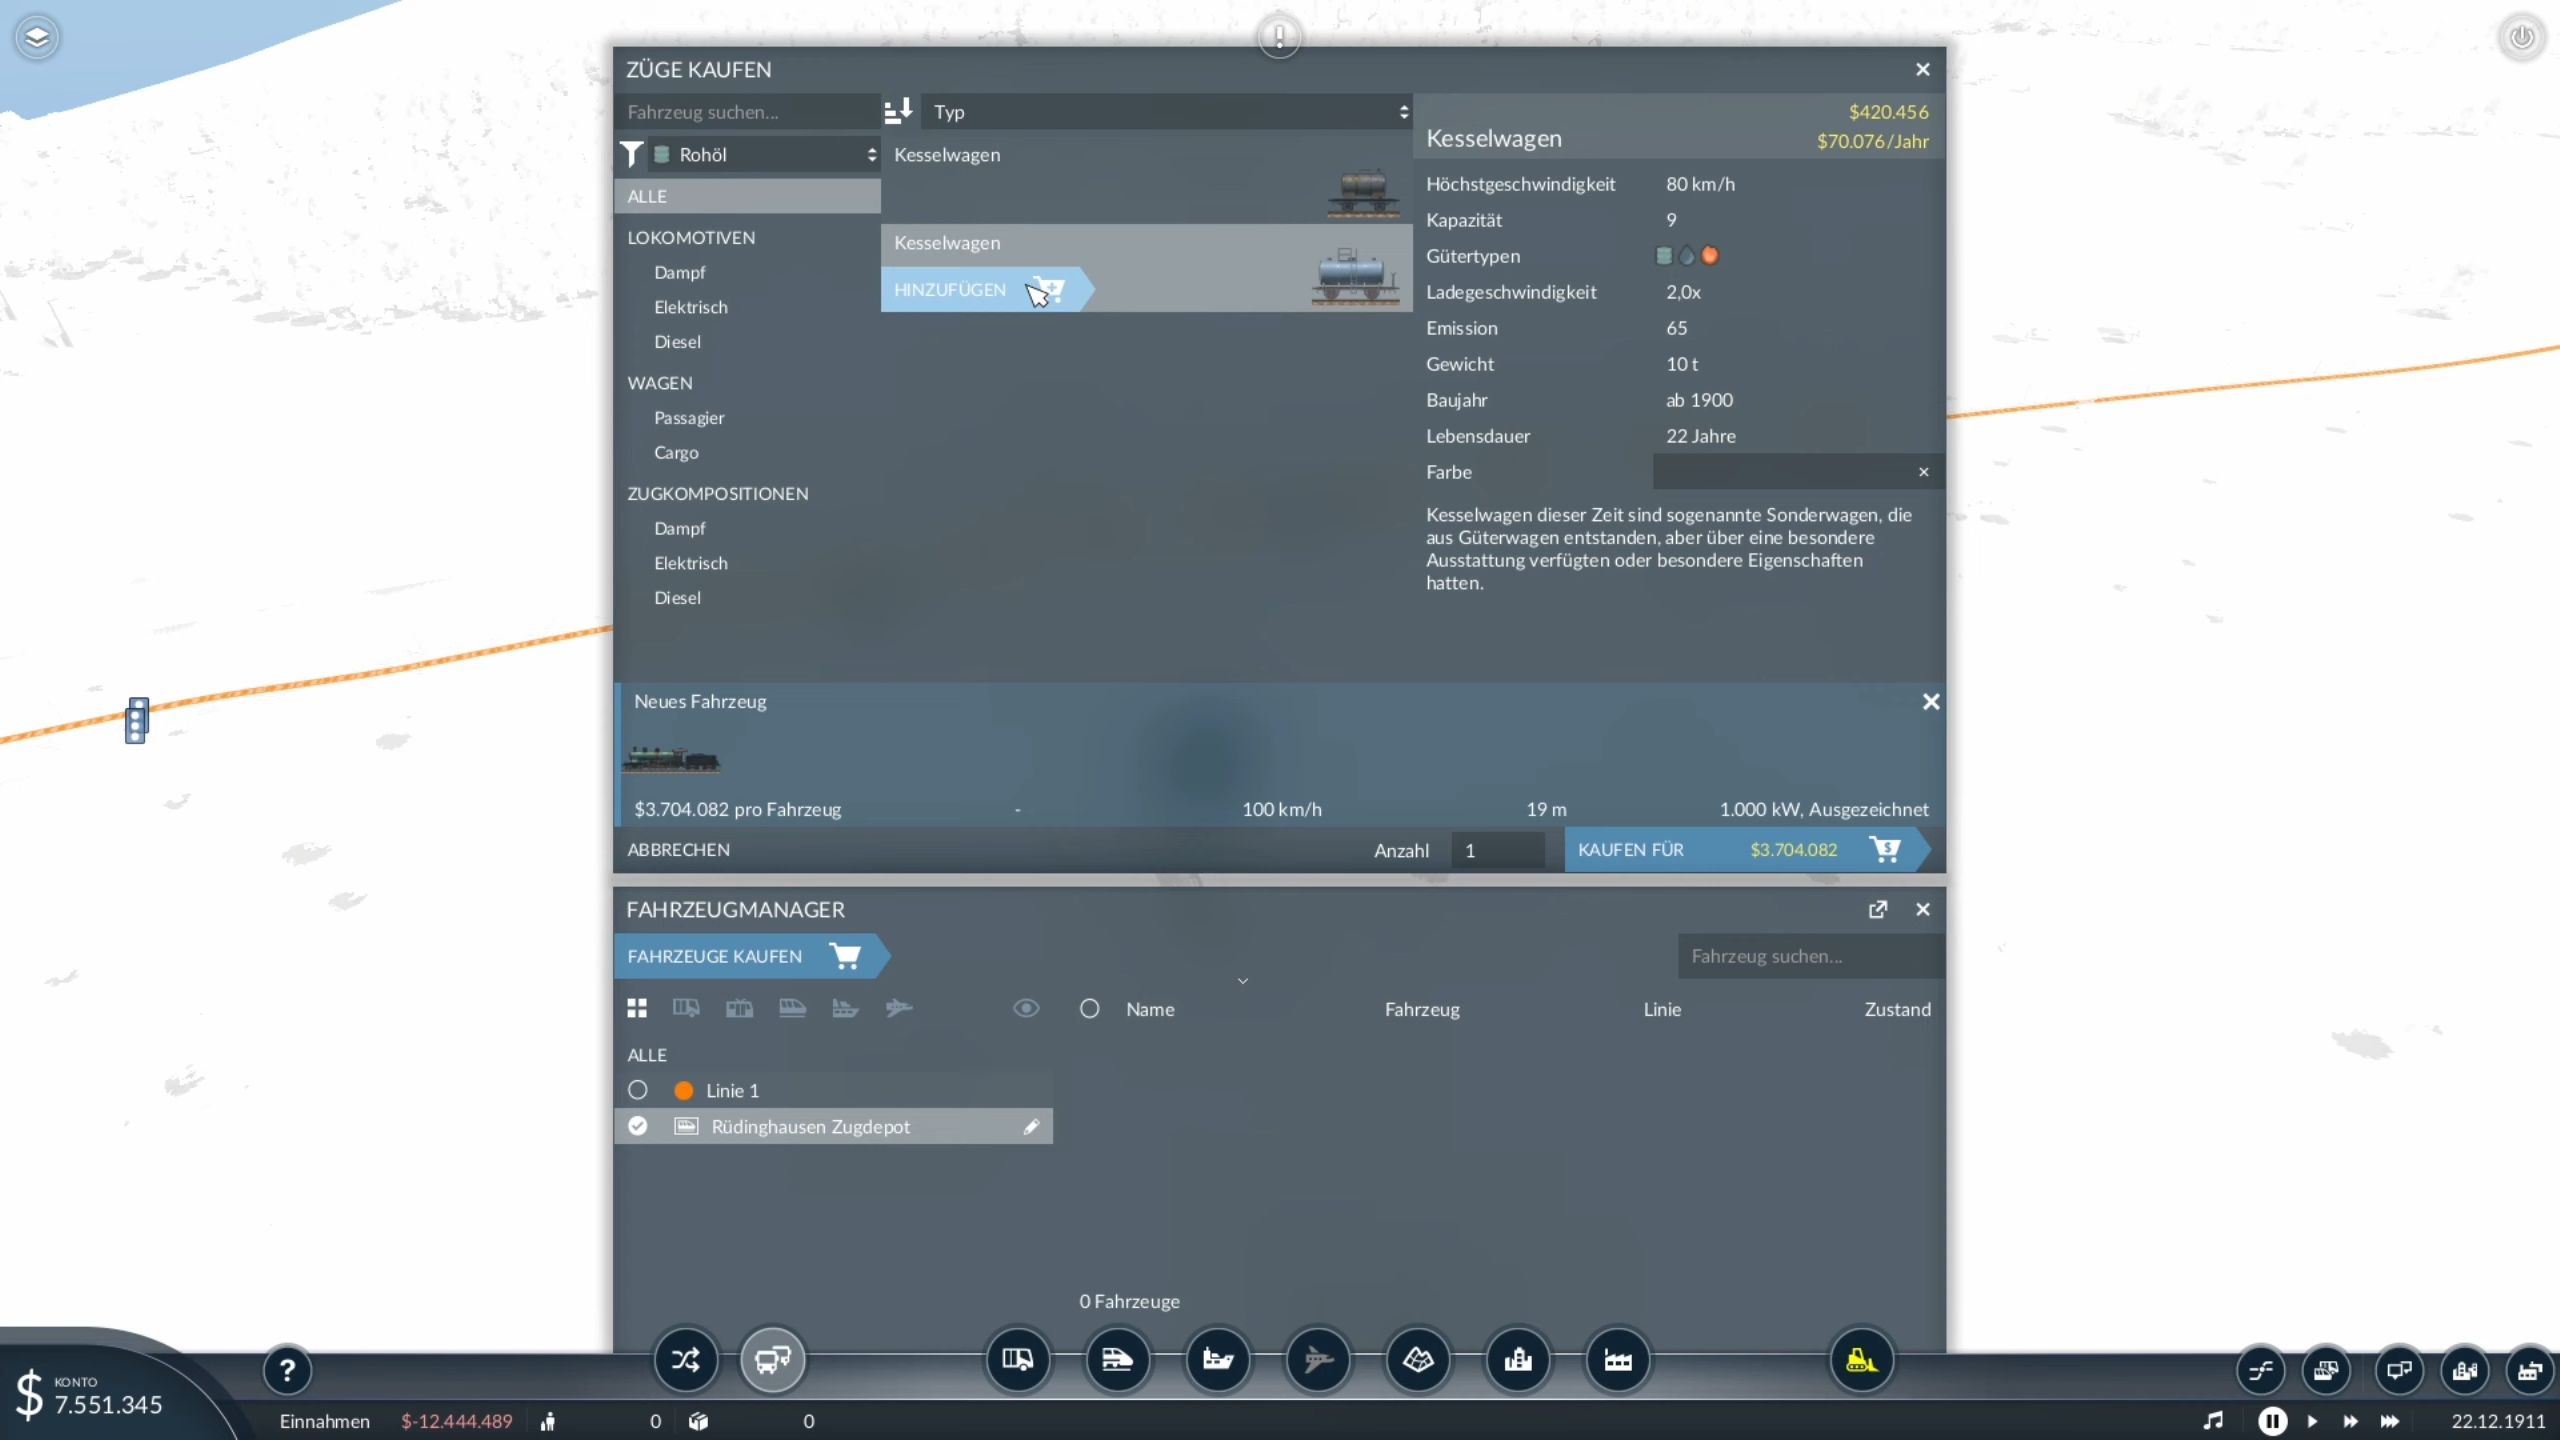 ZÜGE KAUFEN
Fahrzeug suchen...
Typ
Rohöl
ALLE
LOKOMOTIVEN
Dampf
Elektrisch
Diesel
WAGEN
Passagier
Cargo
ZUGKOMPOSITIONEN
Dampf
Elektrisch
Diesel
Kesselwagen
Kesselwagen
HINZUFÜGEN
Kesselwagen
$420.456
$70.076/Jahr
Höchstgeschwindigkeit 80 km/h
Kapazität 9
Gütertypen
Ladegeschwindigkeit 2,0x
Emission 65
Gewicht 10 t
Baujahr ab 1900
Lebensdauer 22 Jahre
Farbe
Kesselwagen dieser Zeit sind sogenannte Sonderwagen, die
aus Güterwagen entstanden, aber über eine besondere
Ausstattung verfügten oder besondere Eigenschaften
hatten.
Neues Fahrzeug
$3.704.082 pro Fahrzeug - 100 km/h 19 m 1.000 kW, Ausgezeichnet
ABBRECHEN Anzahl 1 KAUFEN FÜR $3.704.082
FAHRZEUGMANAGER
FAHRZEUGE KAUFEN
Fahrzeug suchen...
Name Fahrzeug Linie Zustand
ALLE
Linie 1
Rüdinghausen Zugdepot
0 Fahrzeuge
$ KONTO
7.551.345
?
Einnahmen $-12.444.489 0 0
22.12.1911